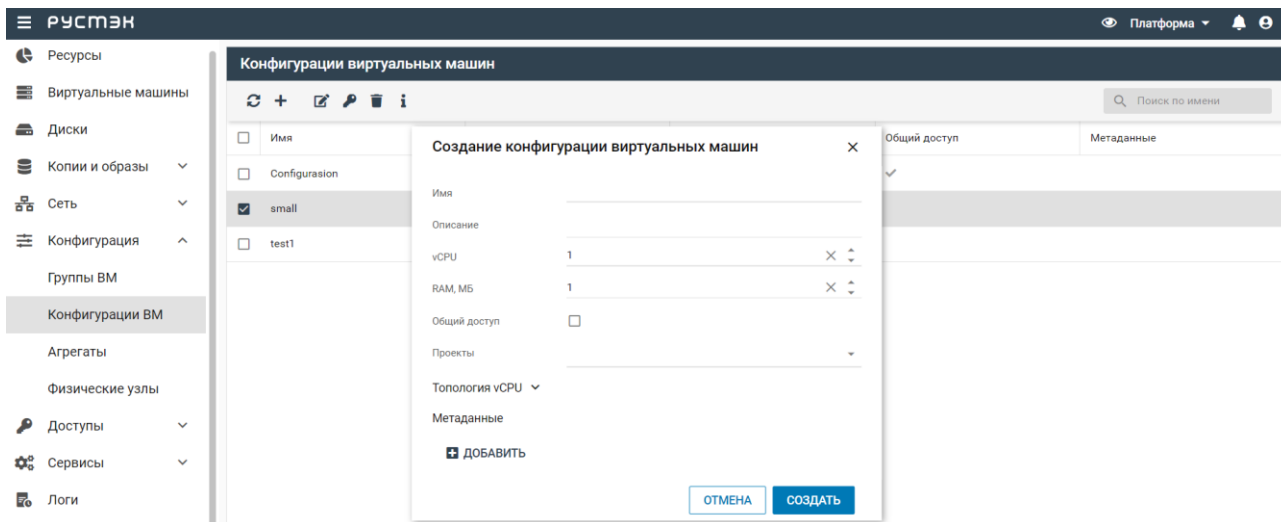 РУСТЭК
Платформа
Ресурсы
Виртуальные машины
Диски
Копии и образы
Сеть
Конфигурация
Группы ВМ
Конфигурации ВМ
Агрегаты
Физические узлы
Доступы
Сервисы
Логи
Конфигурации виртуальных машин
Поиск по имени
Имя
Общий доступ
Метаданные
Configurasion
small
test1
Создание конфигурации виртуальных машин
Имя
Описание
vCPU 1
RAM, МБ 1
Общий доступ
Проекты
Топология vCPU
Метаданные
ДОБАВИТЬ
ОТМЕНА СОЗДАТЬ